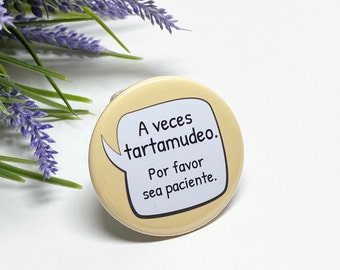 A veces
tartamudeo.
Por favor
sea paciente.